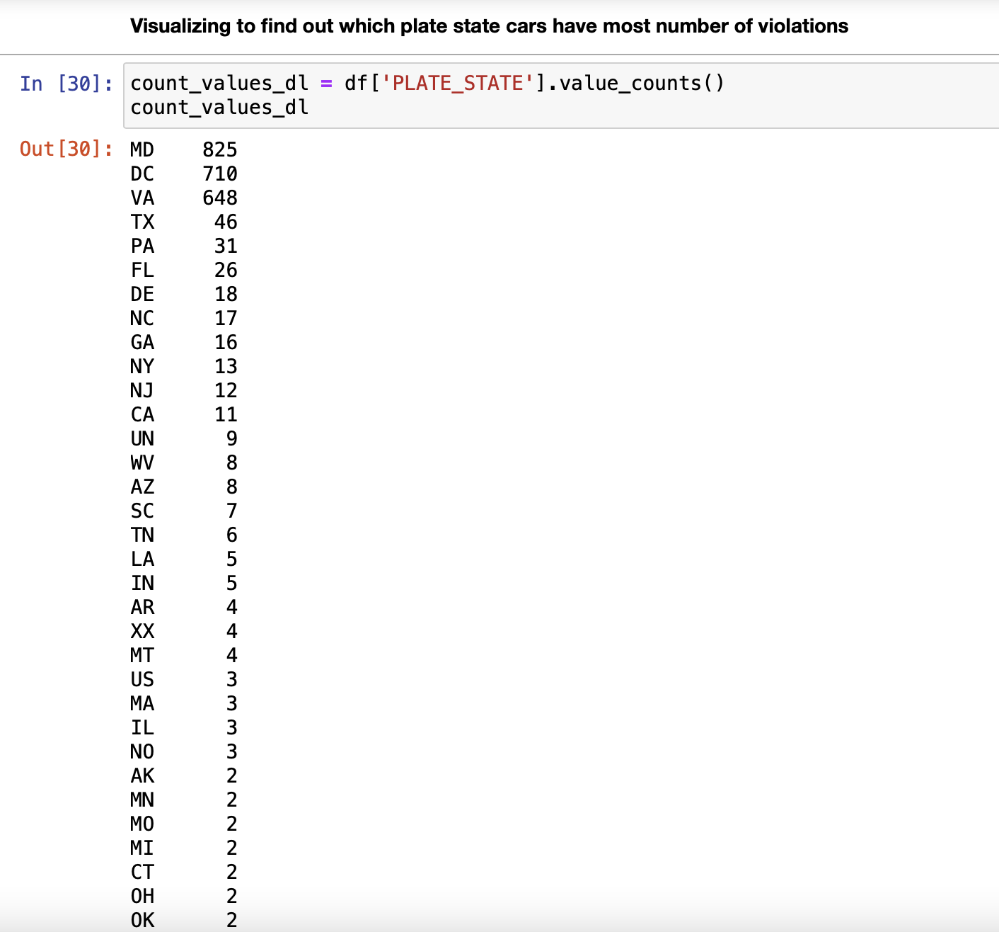 Visualizing to find out which plate state cars have most number of violations
In [30]: count_values_dl = df['PLATE_STATE'].value_counts()
count_values_dl
Out[30]: MD 825
DC 710
VA 648
TX 46
PA 31
FL 26
DE 18
NC 17
GA 16
NY 13
NJ 12
CA 11
UN 9
WV 8
AZ 8
SC 7
TN 6
LA 5
IN 5
AR 4
XX 4
MT 4
US 3
MA 3
IL 3
NO 3
AK 2
MN 2
MO 2
MI 2
CT 2
OH 2
OK 2